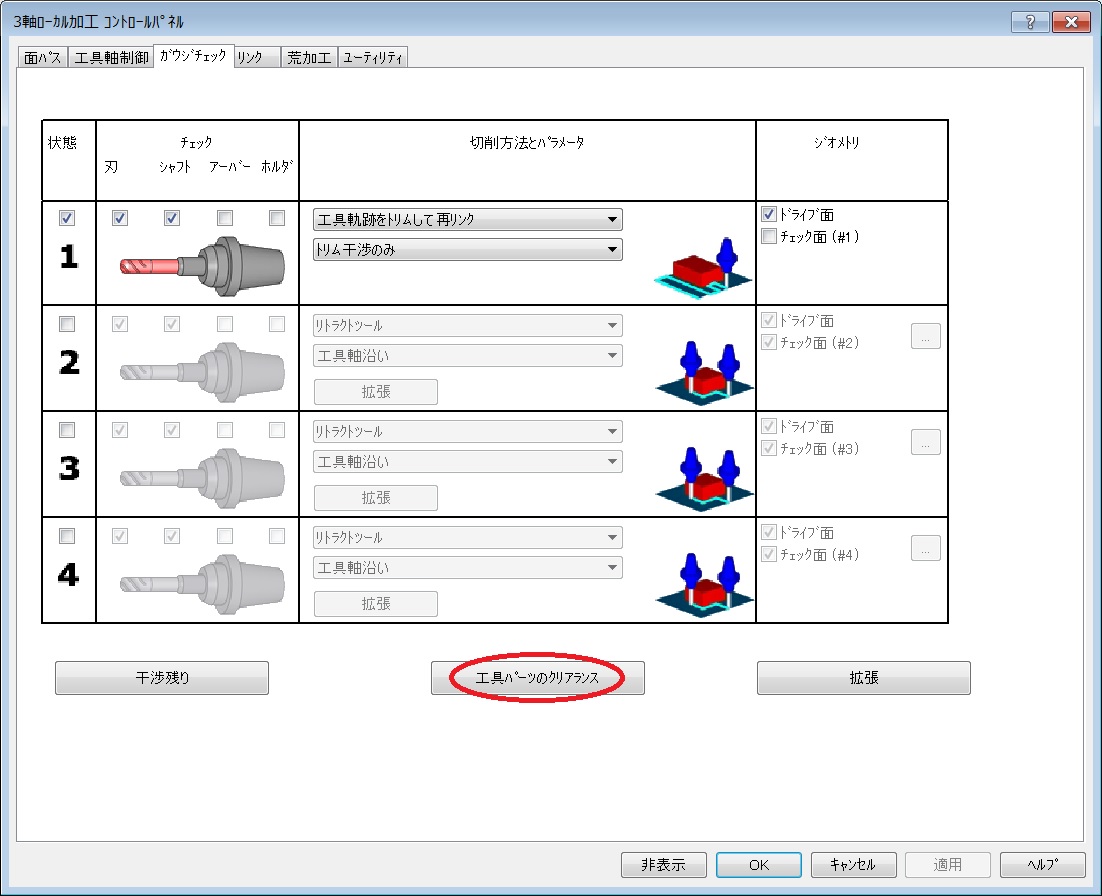 3軸ﾛｰｶﾙ加工 ｺﾝﾄﾛｰﾙﾊﾟﾈﾙ
?
面ﾊﾟｽ 工具軸制御 ｶﾞｳｼﾞﾁｪｯｸ ﾘﾝｸ 荒加工 ﾕｰﾃｨﾘﾃｨ
状態 ﾁｪｯｸ 切削方法とﾊﾟﾗﾒｰﾀ ｼﾞｵﾒﾄﾘ
刃 ｼｬﾌﾄ ｱｰﾊﾞｰ ﾎﾙﾀﾞ
1
工具軌跡をﾄﾘﾑして再ﾘﾝｸ
ﾄﾘﾑ干渉のみ
ﾄﾞﾗｲﾌﾞ面
ﾁｪｯｸ面 (#1)
2
ﾘﾄﾗｸﾄﾂｰﾙ
工具軸沿い
拡張
ﾄﾞﾗｲﾌﾞ面
ﾁｪｯｸ面 (#2)
...
3
ﾘﾄﾗｸﾄﾂｰﾙ
工具軸沿い
拡張
ﾄﾞﾗｲﾌﾞ面
ﾁｪｯｸ面 (#3)
...
4
ﾘﾄﾗｸﾄﾂｰﾙ
工具軸沿い
拡張
ﾄﾞﾗｲﾌﾞ面
ﾁｪｯｸ面 (#4)
...
干渉残り 工具ﾊﾟｰﾂのｸﾘｱﾗﾝｽ 拡張
非表示 OK ｷｬﾝｾﾙ 適用 ﾍﾙﾌﾟ